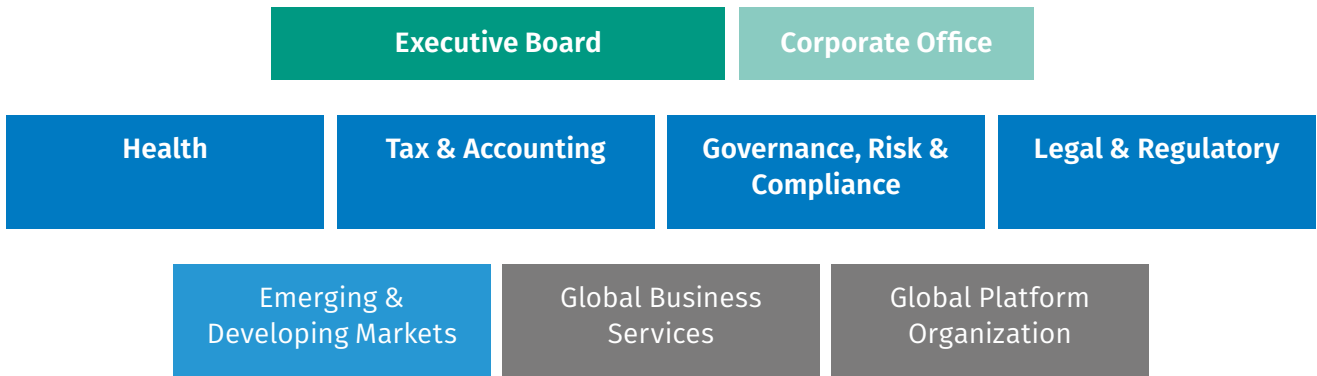 Executive Board
Corporate Office
Health
Tax & Accounting
Governance, Risk &
Compliance
Legal & Regulatory
Emerging &
Developing Markets
Global Business
Services
Global Platform
Organization